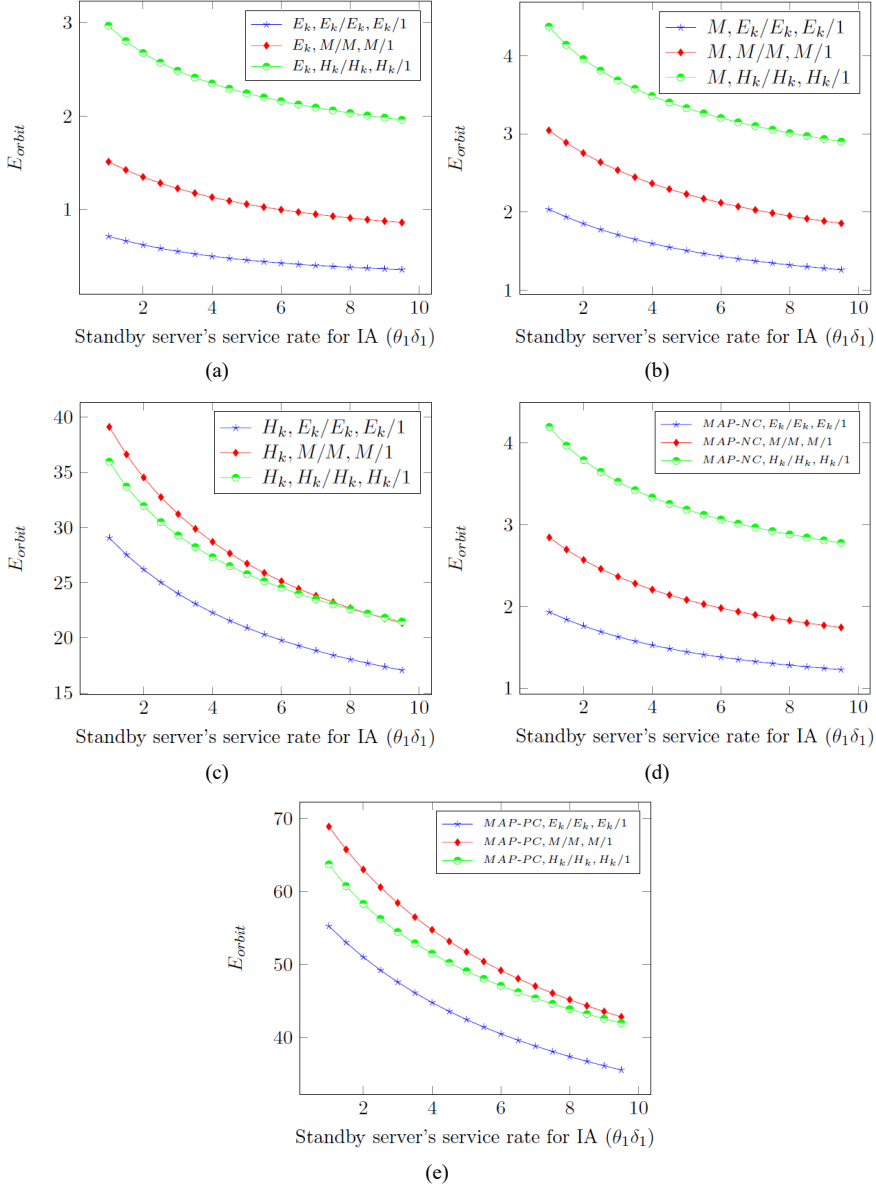 3
2
1
2 4 6 8 10
E_orbit
E_k, E_k/E_k, E_k/1
E_k, M/M, M/1
E_k, H_k/H_k, H_k/1
Standby server's service rate for IA (θ_1δ_1)
(a)
4
3
2
1
2 4 6 8 10
E_orbit
M, E_k/E_k, E_k/1
M, M/M, M/1
M, H_k/H_k, H_k/1
Standby server's service rate for IA (θ_1δ_1)
(b)
40
35
30
25
20
15
2 4 6 8 10
E_orbit
H_k, E_k/E_k, E_k/1
H_k, M/M, M/1
H_k, H_k/H_k, H_k/1
Standby server's service rate for IA (θ_1δ_1)
(c)
4
3
2
1
2 4 6 8 10
E_orbit
MAP-NC, E_k/E_k, E_k/1
MAP-NC, M/M, M/1
MAP-NC, H_k/H_k, H_k/1
Standby server's service rate for IA (θ_1δ_1)
(d)
70
60
50
40
2 4 6 8 10
E_orbit
MAP-PC, E_k/E_k, E_k/1
MAP-PC, M/M, M/1
MAP-PC, H_k/H_k, H_k/1
Standby server's service rate for IA (θ_1δ_1)
(e)